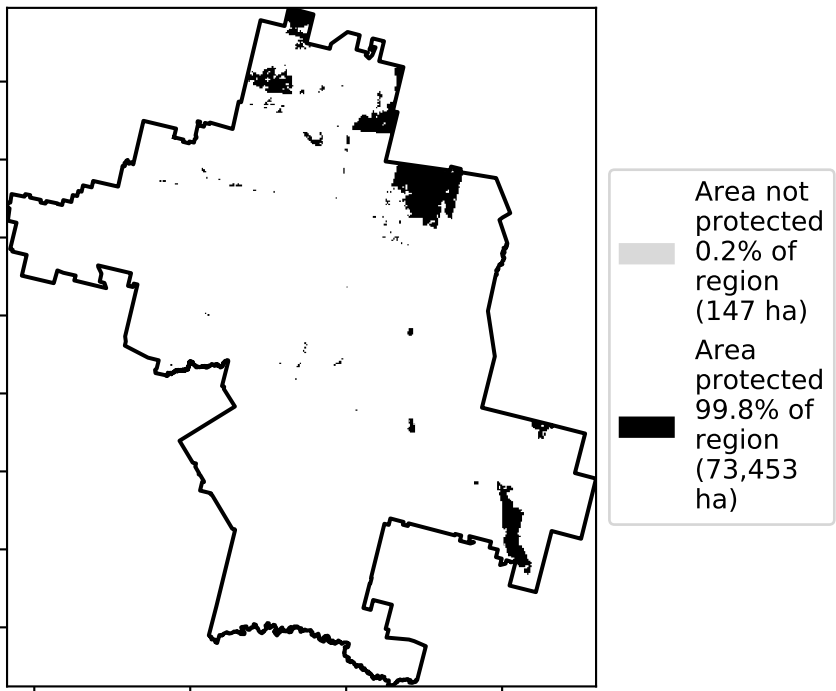 Area not
protected
0.2% of
region
(147 ha)
Area
protected
99.8% of
region
(73,453
ha)